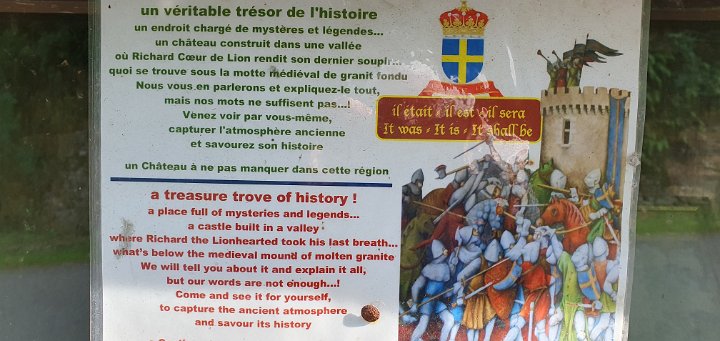 un véritable trésor de l'histoire
un endroit chargé de mystères et légendes...
un château construit dans une vallée
où Richard Cœur de Lion rendit son dernier soupir...
quoi se trouve sous la motte médiéval de granit fondu
Nous vous en parlerons et expliquez-le tout,
mais nos mots ne suffisent pas...!
Venez voir par vous-même,
capturer l'atmosphère ancienne
et savourez son histoire
un Château à ne pas manquer dans cette région
il était - il est - il sera
It was - It is - It shall be
a treasure trove of history !
a place full of mysteries and legends...
a castle built in a valley
where Richard the Lionhearted took his last breath...
what's below the medieval mound of molten granite
We will tell you about it and explain it all,
but our words are not enough...!
Come and see it for yourself,
to capture the ancient atmosphere
and savour its history